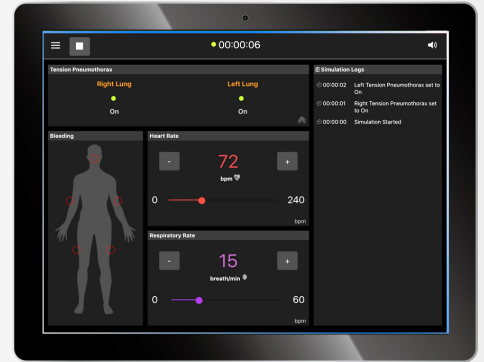 00:00:06
Tension Pneumothorax
Right Lung
Left Lung
On
On
Simulation Logs
00:00:02 Left Tension Pneumothorax set to
On
00:00:01 Right Tension Pneumothorax set
to On
00:00:00 Simulation Started
Bleeding
Heart Rate
-
72
+
bpm
0
240
bpm
Respiratory Rate
-
15
+
breath/min
0
60
bpm